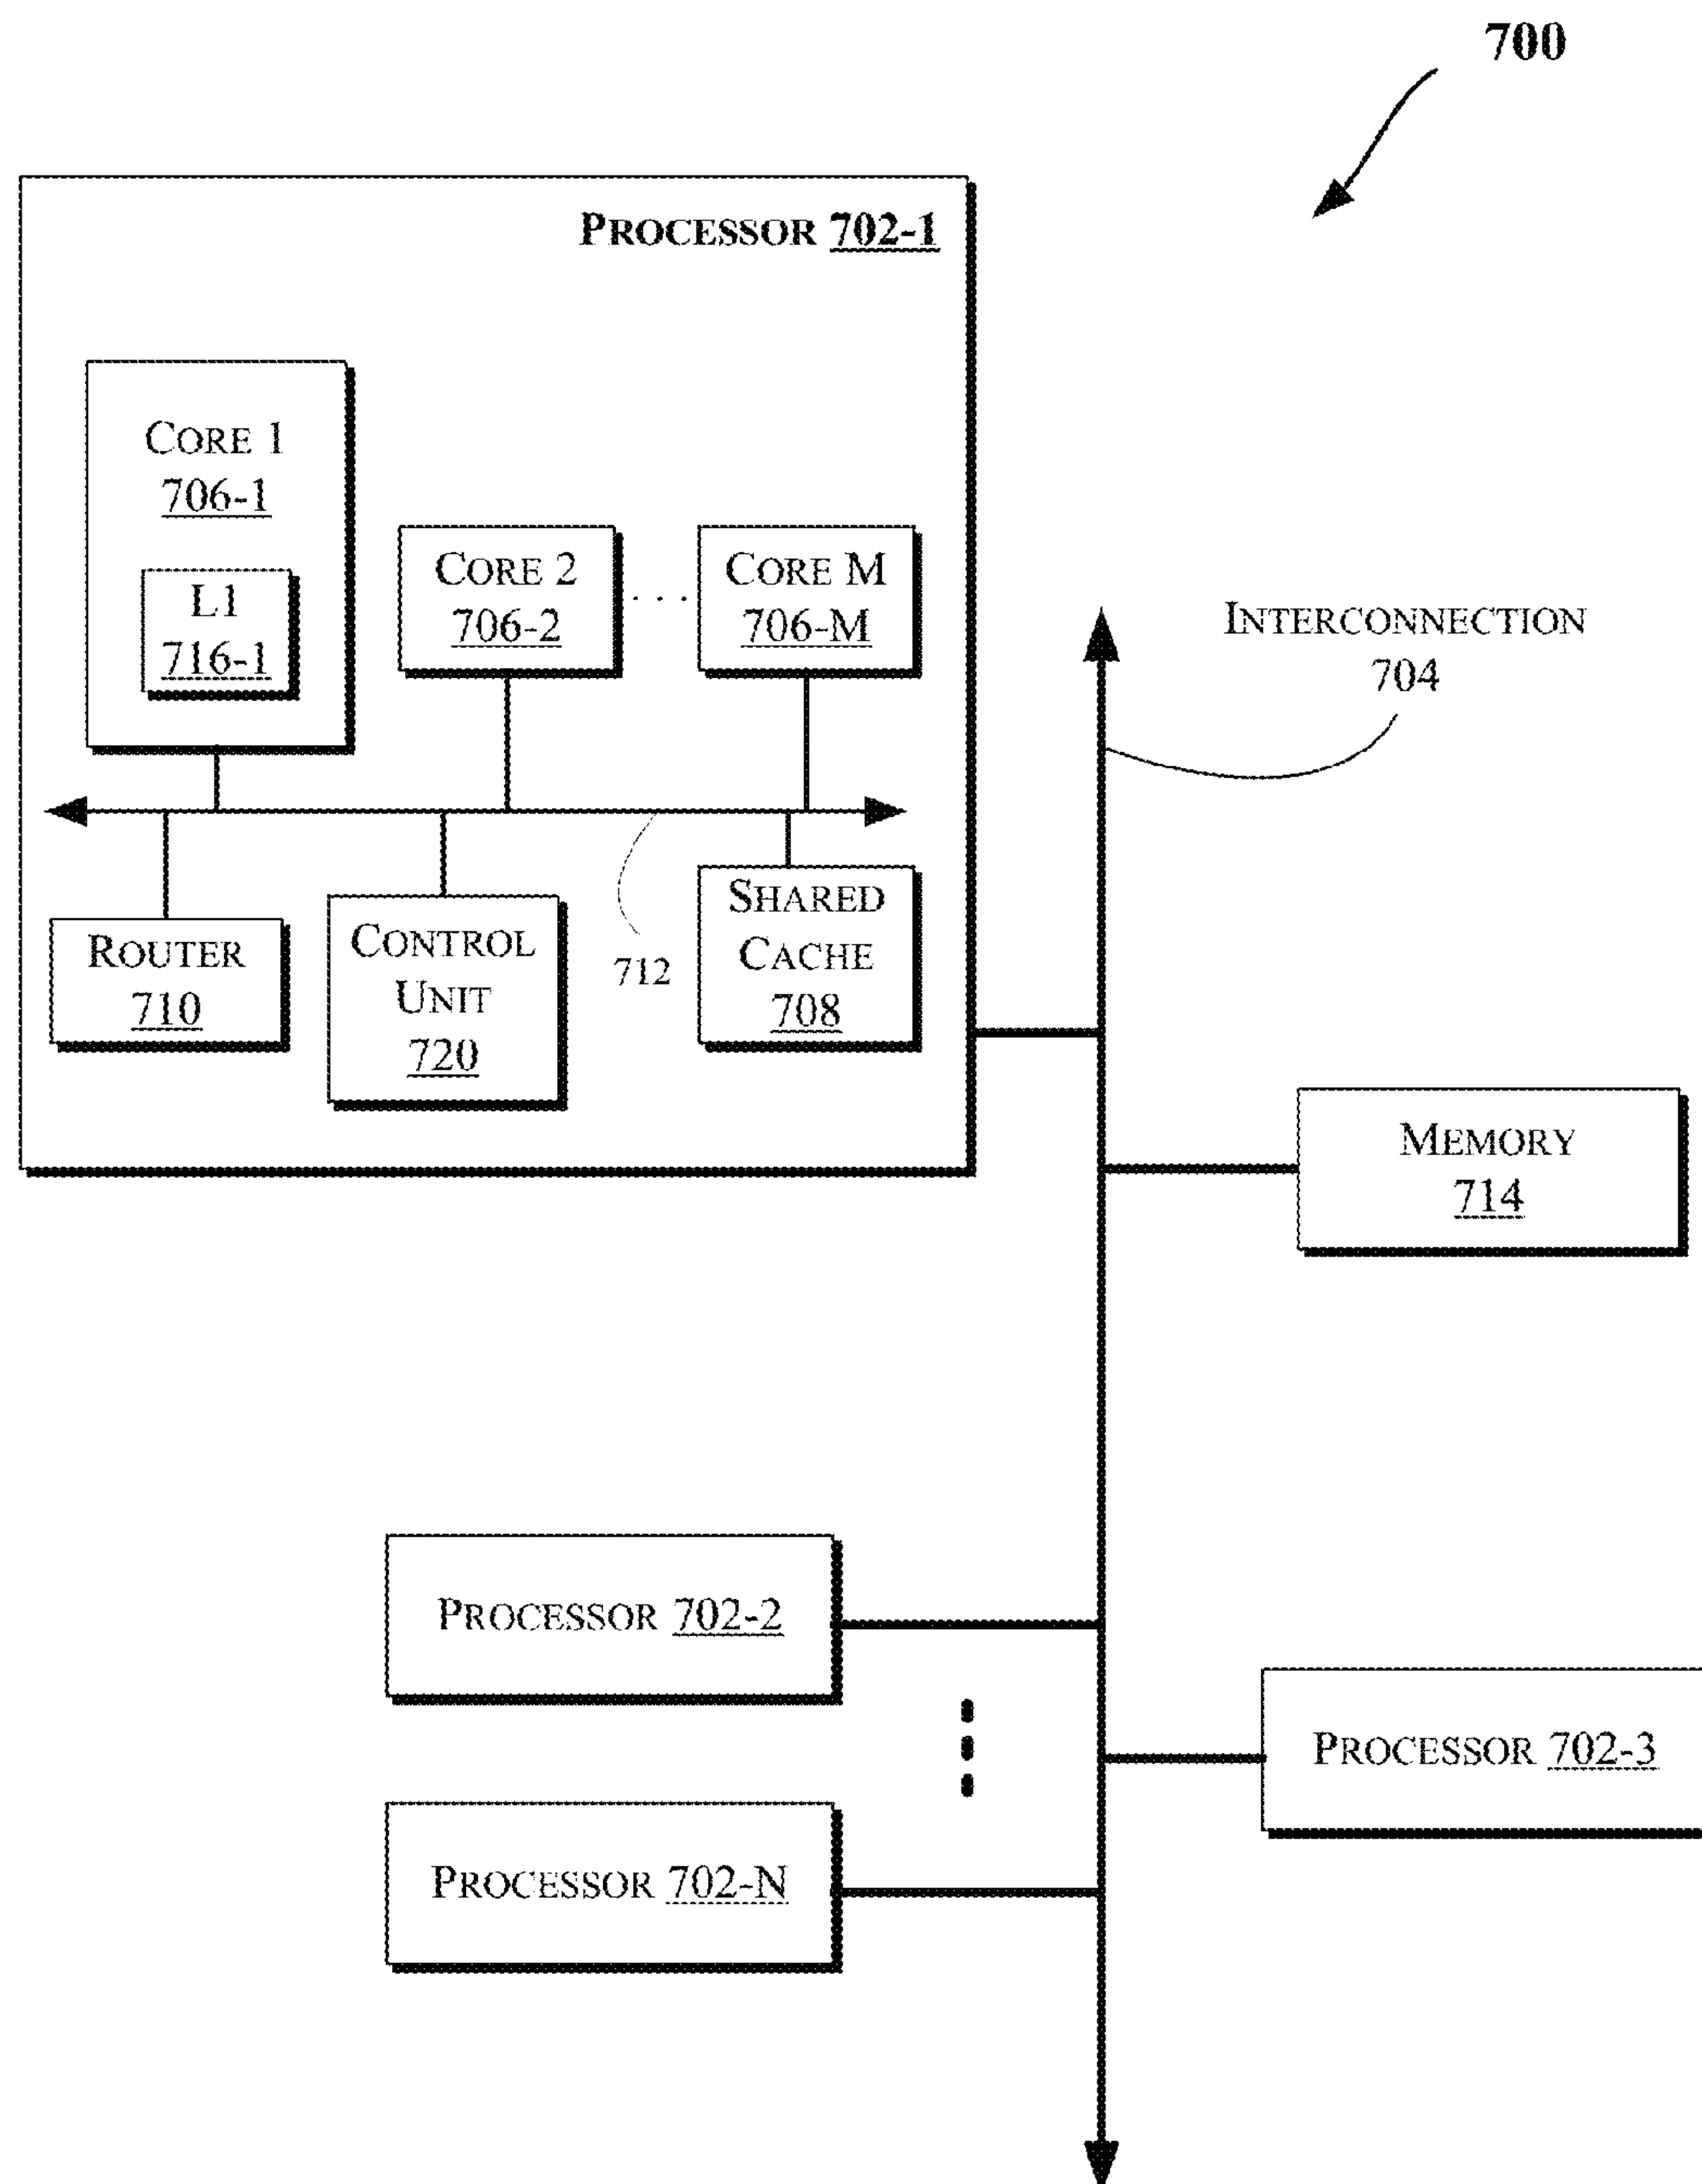 700
PROCESSOR 702-1
CORE 1
706-1
L1
716-1
CORE 2
706-2
. . .
CORE M
706-M
ROUTER
710
CONTROL
UNIT
720
712
SHARED
CACHE
708
INTERCONNECTION
704
MEMORY
714
PROCESSOR 702-2
PROCESSOR 702-3
PROCESSOR 702-N